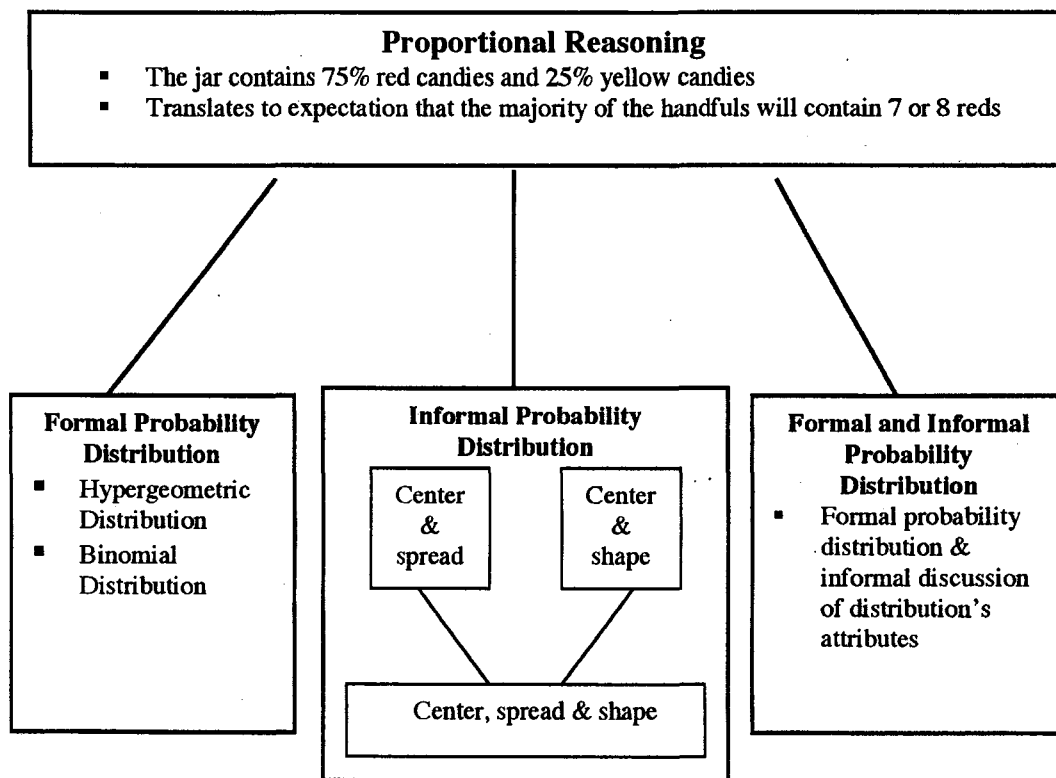 Proportional Reasoning
▪ The jar contains 75% red candies and 25% yellow candies
▪ Translates to expectation that the majority of the handfuls will contain 7 or 8 reds
Formal Probability
Distribution
▪ Hypergeometric
Distribution
▪ Binomial
Distribution
Informal Probability
Distribution
Center
&
spread
Center
&
shape
Center, spread & shape
Formal and Informal
Probability
Distribution
▪ Formal probability
distribution &
informal discussion
of distribution's
attributes